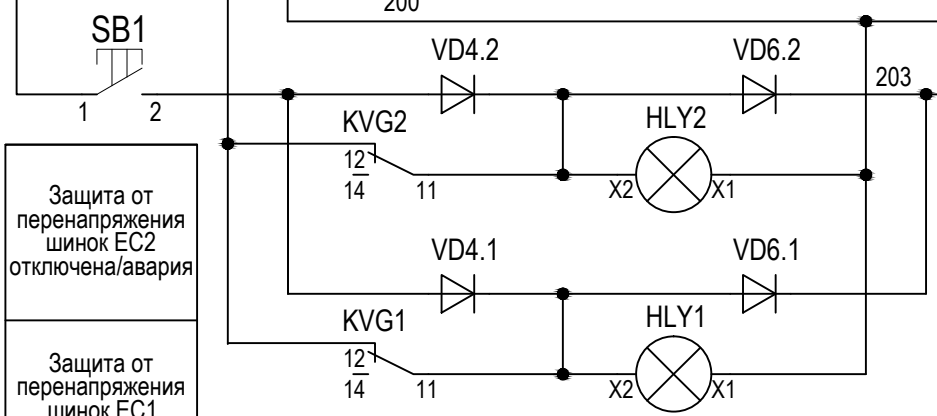 200
SB1
VD4.2
VD6.2
203
1
2
KVG2
HLY2
12
14
11
X2
X1
Защита от
перенапряжения
шинок ЕС2
отключена/авария
VD4.1
VD6.1
KVG1
HLY1
12
14
11
X2
X1
Защита от
перенапряжения
шинок ЕС1